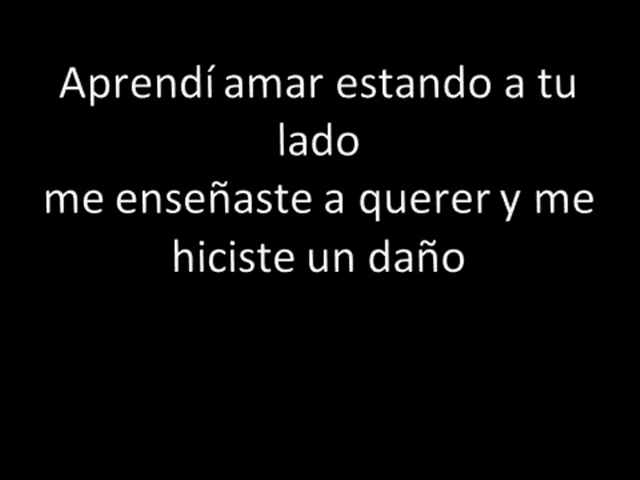 Aprendí amar estando a tu
lado
me enseñaste a querer y me
hiciste un daño